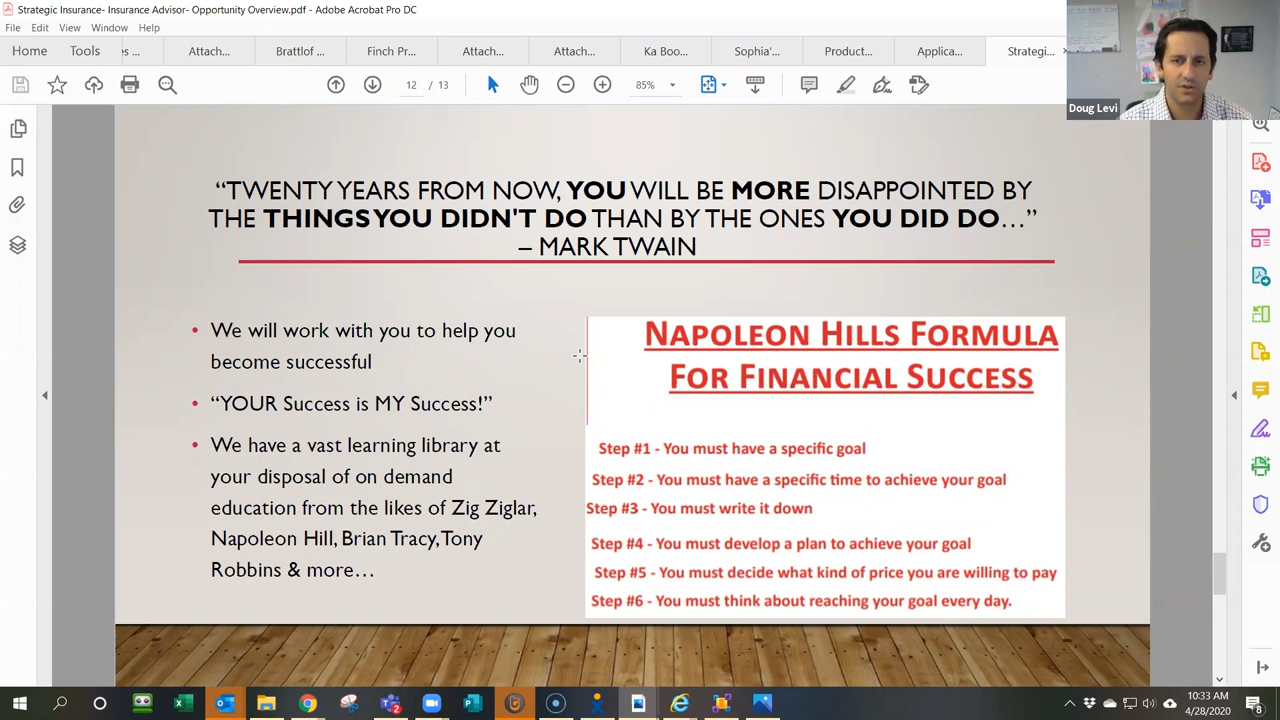 Strategic Insurance- Insurance Advisor- Opportunity Overview.pdf - Adobe Acrobat Pro DC
File Edit View Window Help
Home Tools es ... Attach... Brattlof ... Finch Pr... Attach... Attach... Ka Boo... Sophia'... Product... Applica... Strategi...
12 / 13 85%
Doug Levi
“TWENTY YEARS FROM NOW, YOU WILL BE MORE DISAPPOINTED BY
THE THINGS YOU DIDN'T DO THAN BY THE ONES YOU DID DO…”
– MARK TWAIN
• We will work with you to help you
become successful
• “YOUR Success is MY Success!”
• We have a vast learning library at
your disposal of on demand
education from the likes of Zig Ziglar,
Napoleon Hill, Brian Tracy, Tony
Robbins & more…
NAPOLEON HILLS FORMULA
FOR FINANCIAL SUCCESS
Step #1 - You must have a specific goal
Step #2 - You must have a specific time to achieve your goal
Step #3 - You must write it down
Step #4 - You must develop a plan to achieve your goal
Step #5 - You must decide what kind of price you are willing to pay
Step #6 - You must think about reaching your goal every day.
10:33 AM
4/28/2020
8